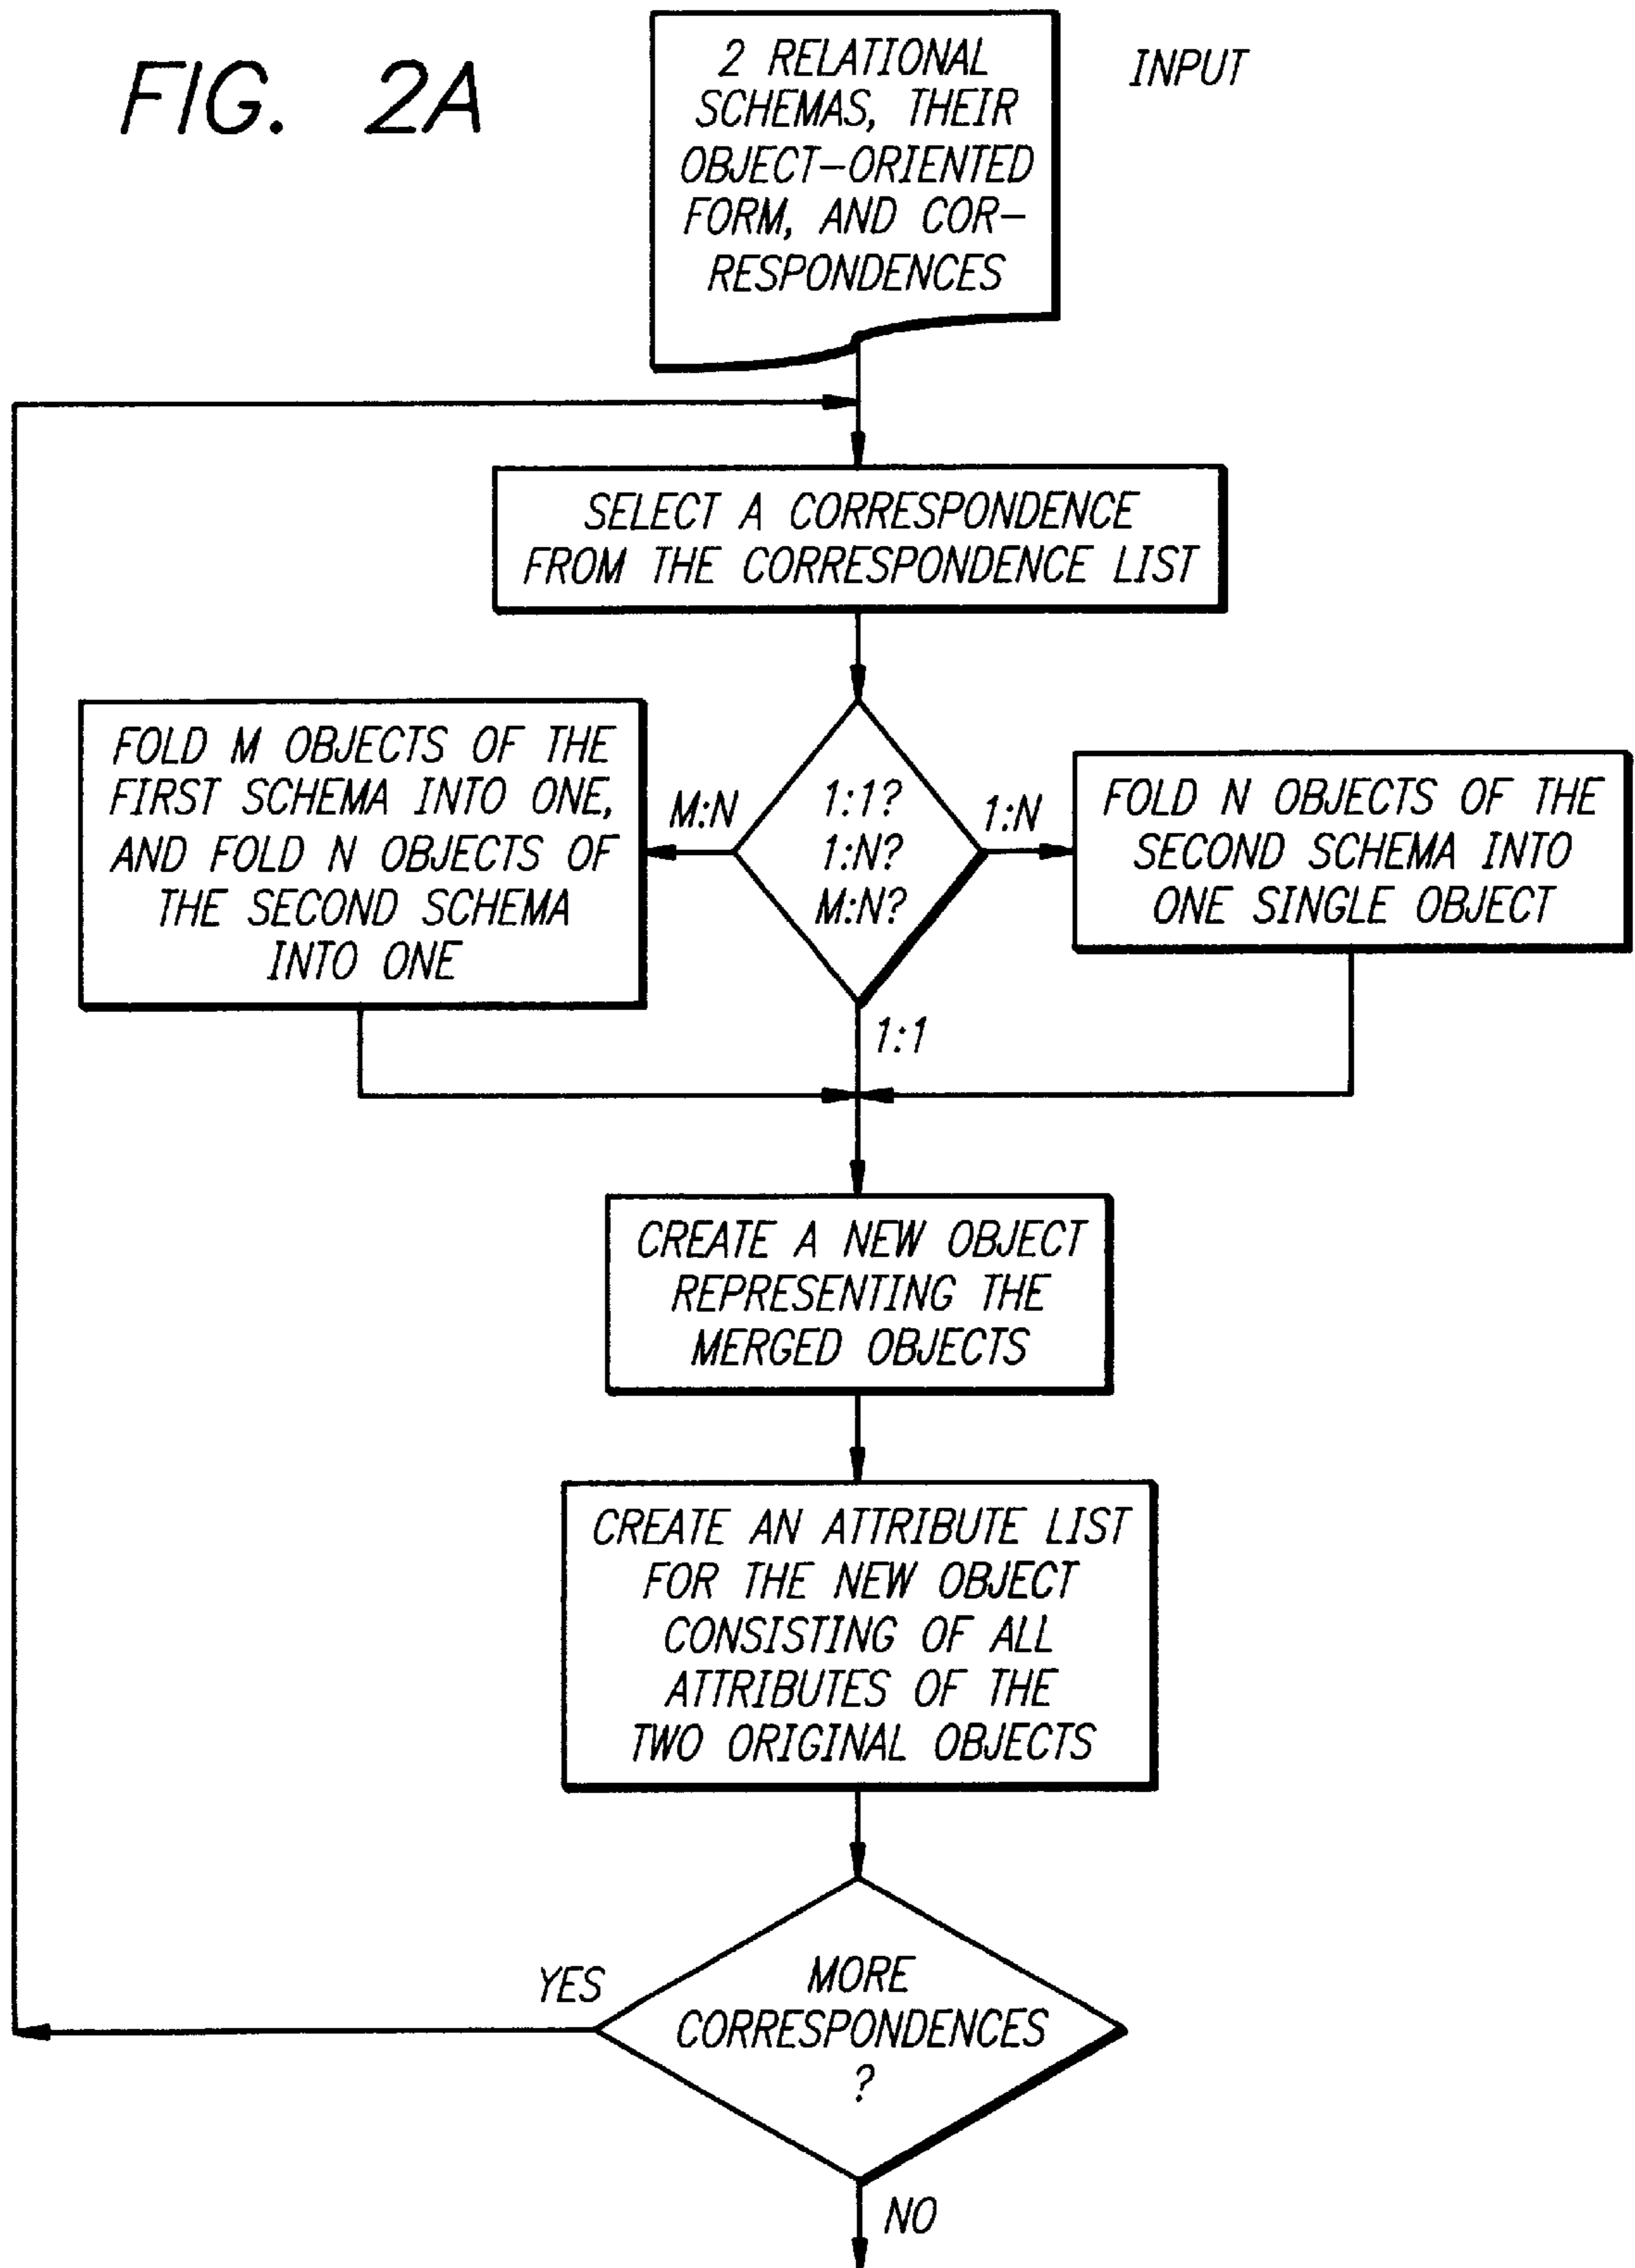 FIG. 2A
2 RELATIONAL
SCHEMAS, THEIR
OBJECT-ORIENTED
FORM, AND COR-
RESPONDENCES
INPUT
SELECT A CORRESPONDENCE
FROM THE CORRESPONDENCE LIST
FOLD M OBJECTS OF THE
FIRST SCHEMA INTO ONE,
AND FOLD N OBJECTS OF
THE SECOND SCHEMA
INTO ONE
M:N
1:1?
1:N?
M:N?
1:N
FOLD N OBJECTS OF THE
SECOND SCHEMA INTO
ONE SINGLE OBJECT
1:1
CREATE A NEW OBJECT
REPRESENTING THE
MERGED OBJECTS
CREATE AN ATTRIBUTE LIST
FOR THE NEW OBJECT
CONSISTING OF ALL
ATTRIBUTES OF THE
TWO ORIGINAL OBJECTS
YES
MORE
CORRESPONDENCES
?
NO